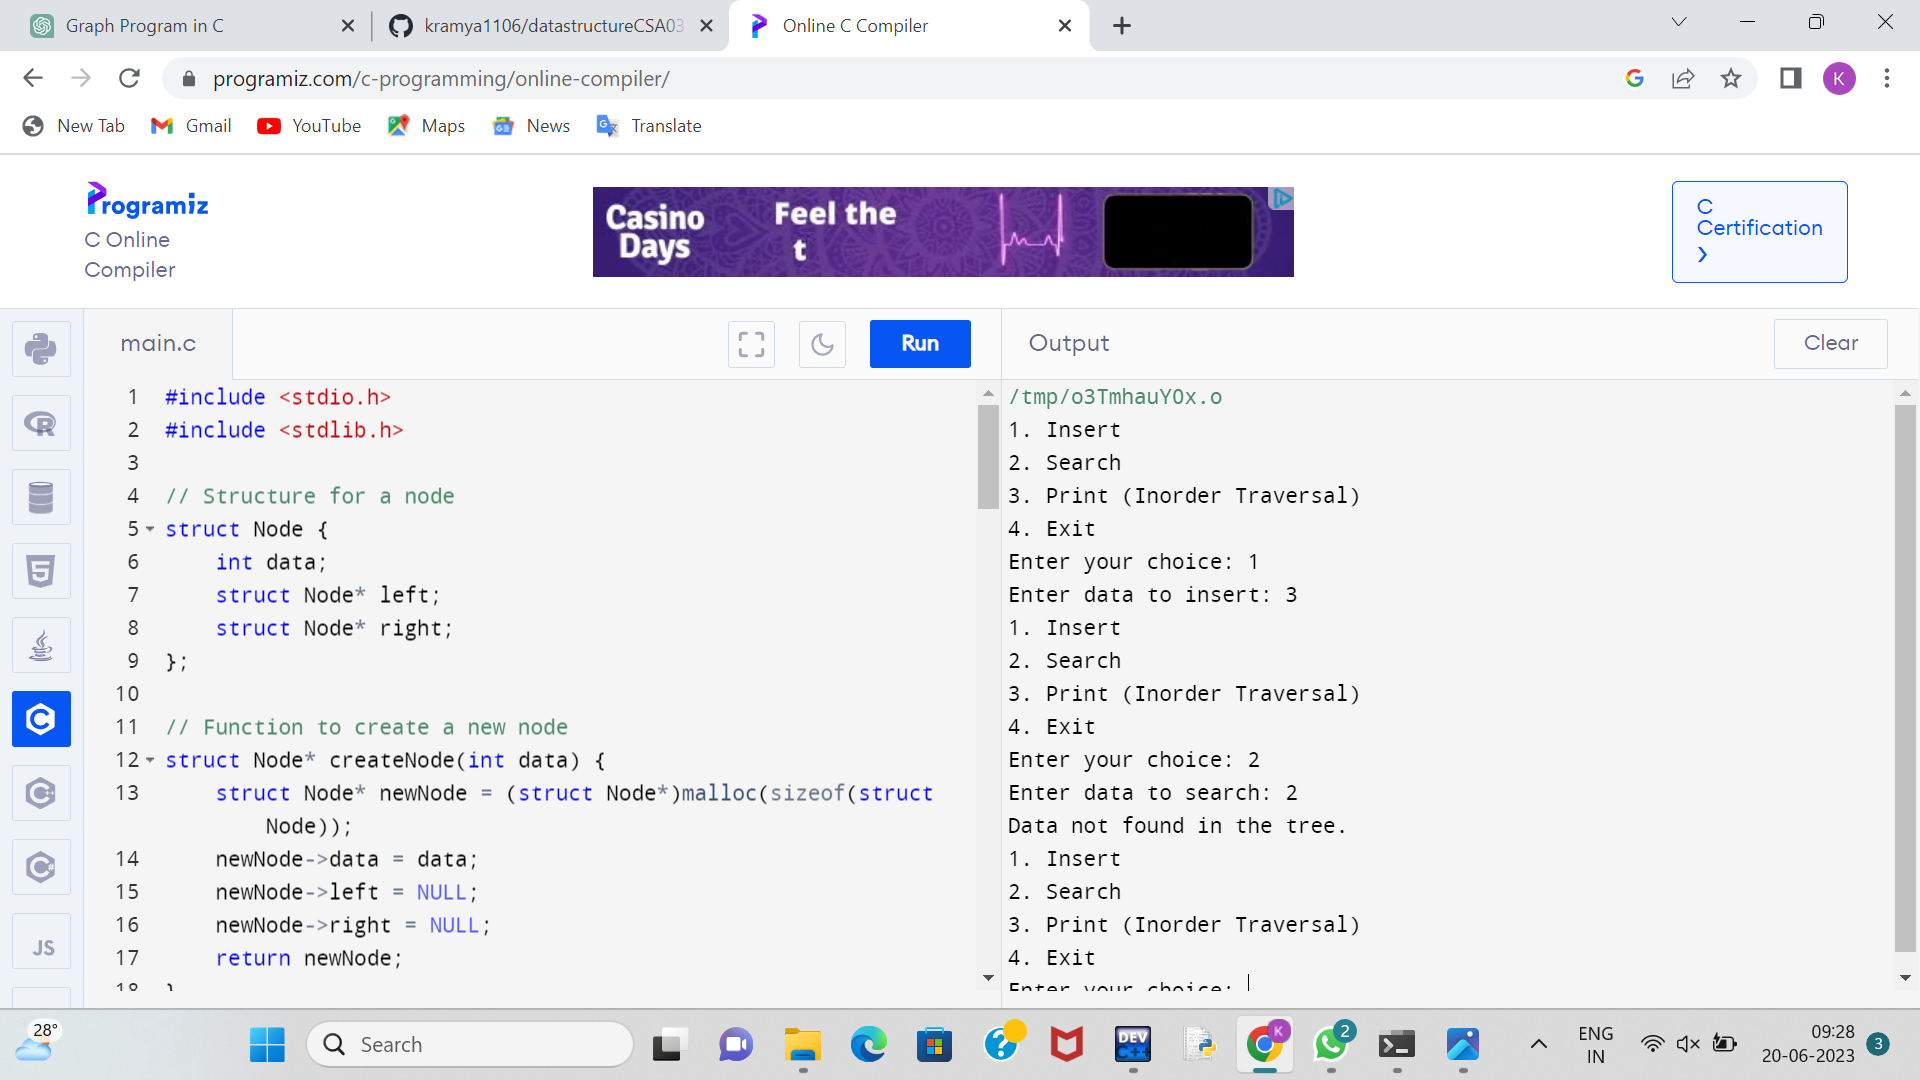 Graph Program in C
kramya1106/datastructureCSA03
Online C Compiler
programiz.com/c-programming/online-compiler/
K
New Tab
Gmail
YouTube
Maps
News
Translate
Programiz
C Online
Compiler
Casino
Days
Feel the
t
C
Certification
main.c
Run
Output
Clear
1 #include <stdio.h>
2 #include <stdlib.h>
3
4 // Structure for a node
5 struct Node {
6 int data;
7 struct Node* left;
8 struct Node* right;
9 };
10
11 // Function to create a new node
12 struct Node* createNode(int data) {
13 struct Node* newNode = (struct Node*)malloc(sizeof(struct
Node));
14 newNode->data = data;
15 newNode->left = NULL;
16 newNode->right = NULL;
17 return newNode;
18 }
JS
/tmp/o3TmhauY0x.o
1. Insert
2. Search
3. Print (Inorder Traversal)
4. Exit
Enter your choice: 1
Enter data to insert: 3
1. Insert
2. Search
3. Print (Inorder Traversal)
4. Exit
Enter your choice: 2
Enter data to search: 2
Data not found in the tree.
1. Insert
2. Search
3. Print (Inorder Traversal)
4. Exit
Enter your choice:
28°
Search
DEV
C++
K
2
ENG
IN
09:28
20-06-2023
3